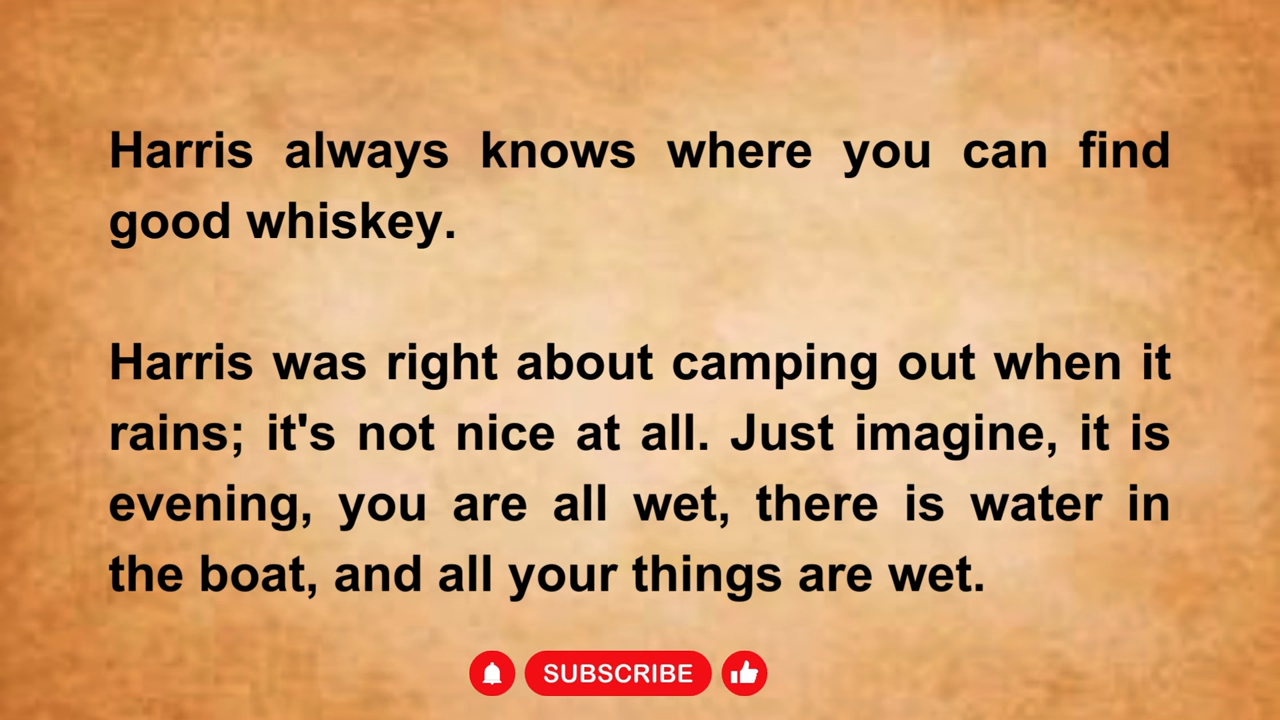 Harris always knows where you can find
good whiskey.
Harris was right about camping out when it
rains; it's not nice at all. Just imagine, it is
evening, you are all wet, there is water in
the boat, and all your things are wet.
SUBSCRIBE